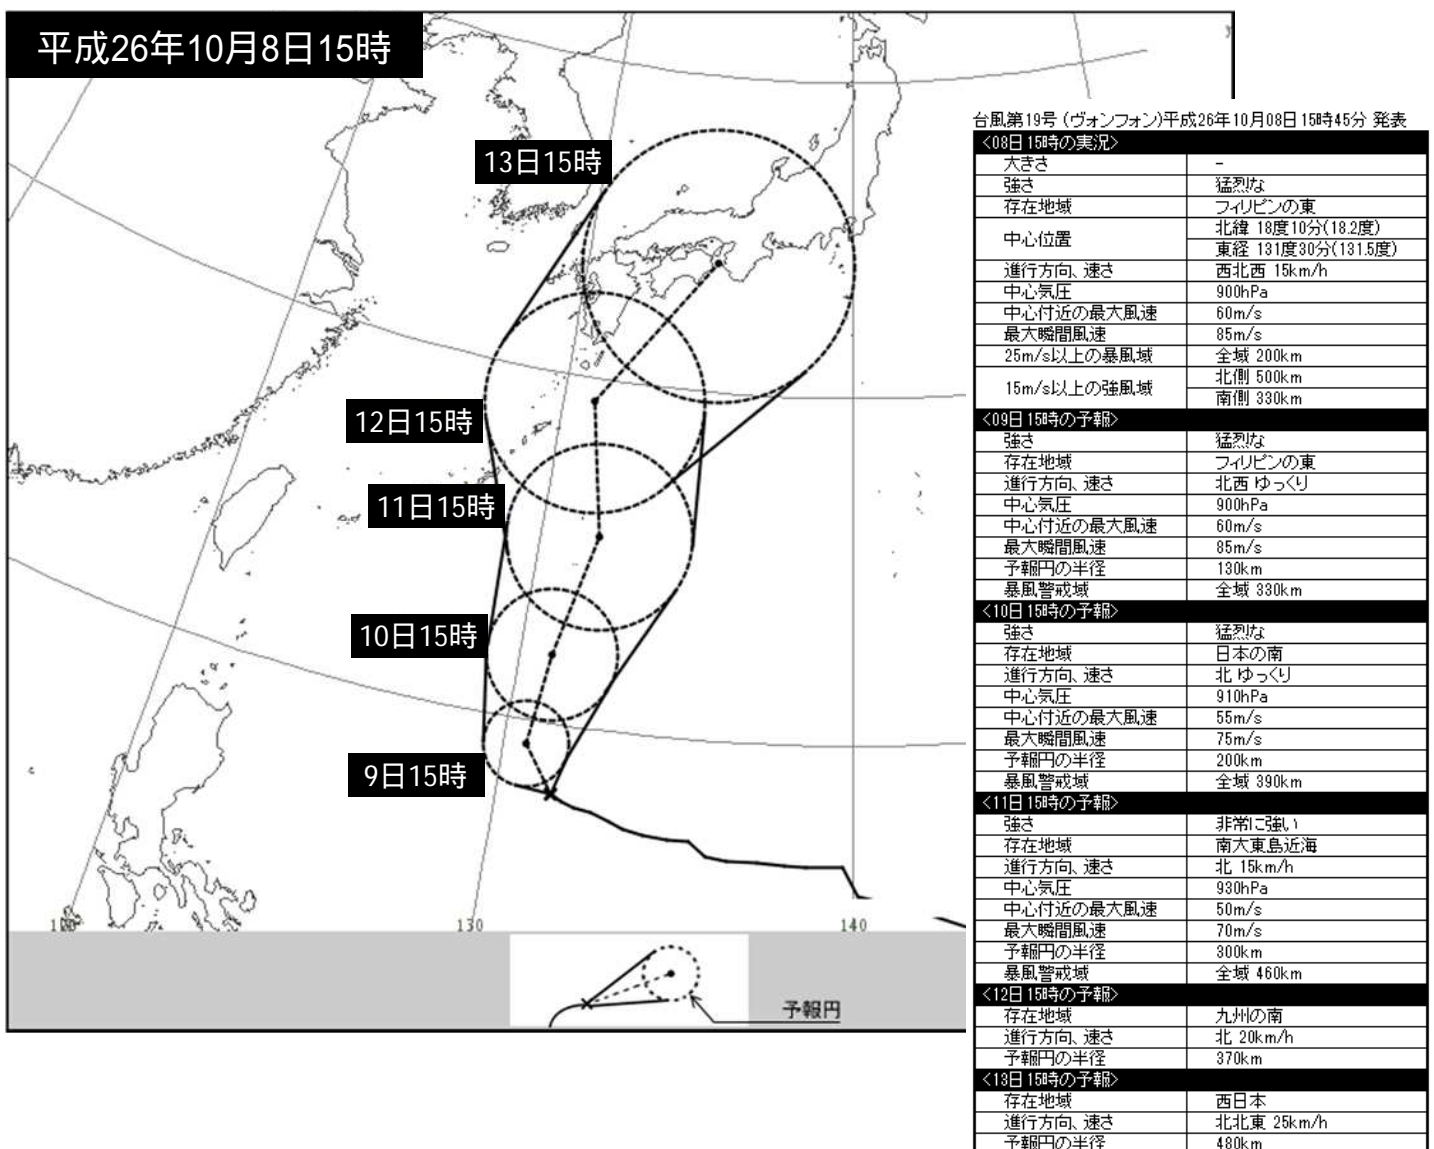 平成26年10月8日15時
13日15時
12日15時
11日15時
10日15時
9日15時
130
140
予報円
台風第19号 (ヴォンフォン)平成26年10月08日15時45分 発表
<08日15時の実況>
大きさ -
強さ 猛烈な
存在地域 フィリピンの東
中心位置 北緯 18度10分(18.2度)
東経 131度30分(131.5度)
進行方向、速さ 西北西 15km/h
中心気圧 900hPa
中心付近の最大風速 60m/s
最大瞬間風速 85m/s
25m/s以上の暴風域 全域 200km
15m/s以上の強風域 北側 500km
南側 330km
<09日15時の予報>
強さ 猛烈な
存在地域 フィリピンの東
進行方向、速さ 北西 ゆっくり
中心気圧 900hPa
中心付近の最大風速 60m/s
最大瞬間風速 85m/s
予報円の半径 130km
暴風警戒域 全域 330km
<10日15時の予報>
強さ 猛烈な
存在地域 日本の南
進行方向、速さ 北 ゆっくり
中心気圧 910hPa
中心付近の最大風速 55m/s
最大瞬間風速 75m/s
予報円の半径 200km
暴風警戒域 全域 390km
<11日15時の予報>
強さ 非常に強い
存在地域 南大東島近海
進行方向、速さ 北 15km/h
中心気圧 930hPa
中心付近の最大風速 50m/s
最大瞬間風速 70m/s
予報円の半径 300km
暴風警戒域 全域 460km
<12日15時の予報>
存在地域 九州の南
進行方向、速さ 北 20km/h
予報円の半径 370km
<13日15時の予報>
存在地域 西日本
進行方向、速さ 北北東 25km/h
予報円の半径 480km